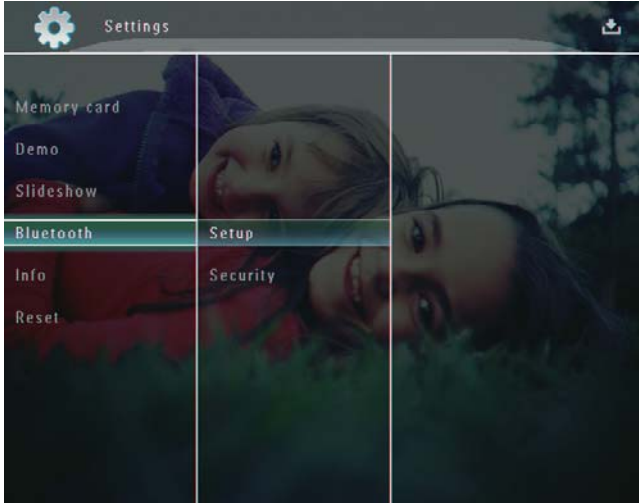 Settings
Memory card
Demo
Slideshow
Bluetooth
Setup
Info
Security
Reset